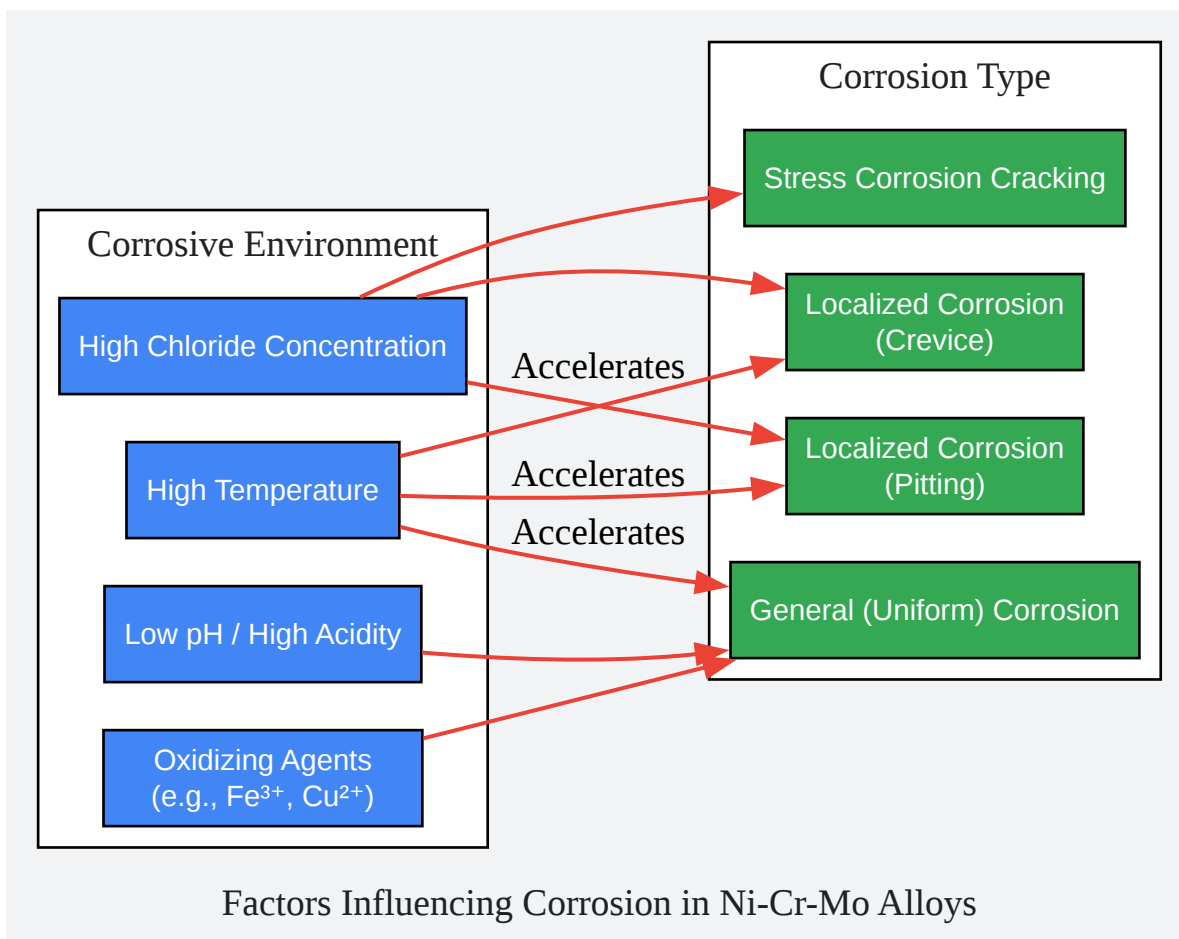 Corrosive Environment
High Chloride Concentration
High Temperature
Low pH / High Acidity
Oxidizing Agents
(e.g., Fe³⁺, Cu²⁺)
Accelerates
Accelerates
Accelerates
Corrosion Type
Stress Corrosion Cracking
Localized Corrosion
(Crevice)
Localized Corrosion
(Pitting)
General (Uniform) Corrosion
Factors Influencing Corrosion in Ni-Cr-Mo Alloys